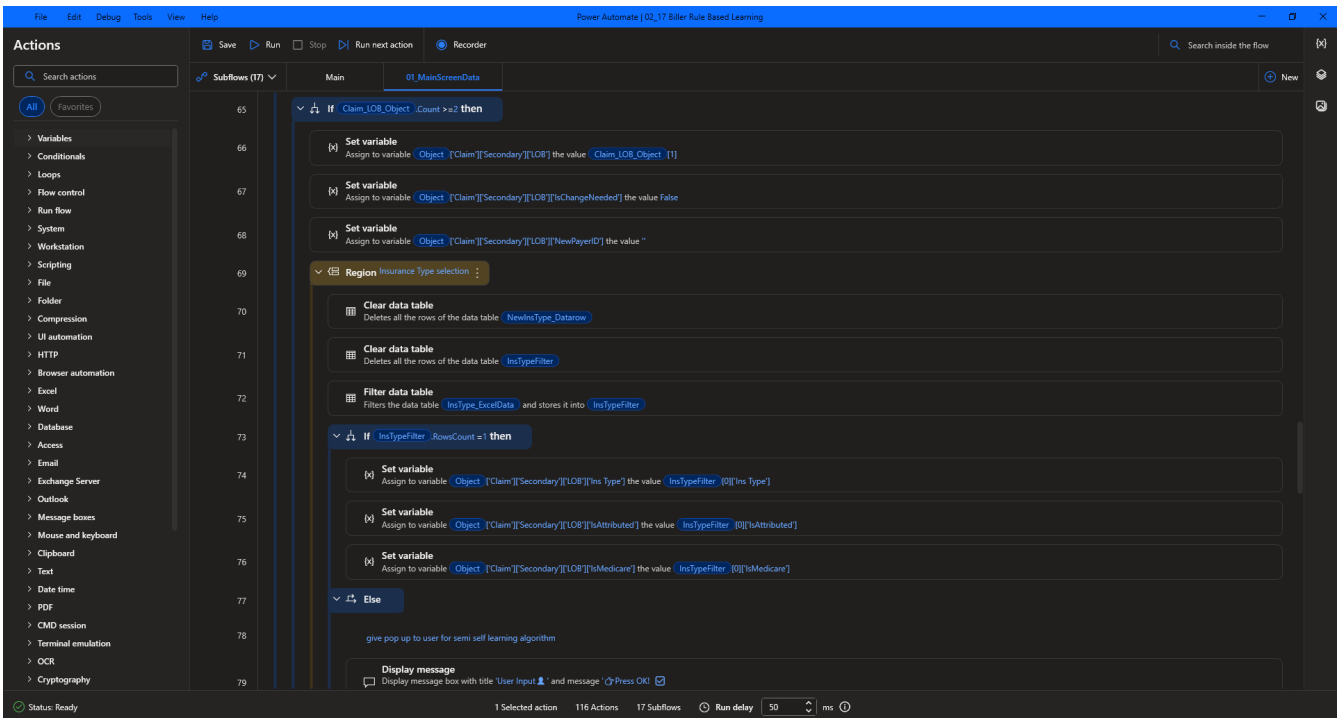 File Edit Debug Tools View Help Power Automate | 02_17 Biller Rule Based Learning
Actions
Save Run Stop Run next action Recorder Search inside the flow {x}
Search actions
Subflows (17) Main 01_MainScreenData New
All Favorites
Variables
Conditionals
Loops
Flow control
Run flow
System
Workstation
Scripting
File
Folder
Compression
UI automation
HTTP
Browser automation
Excel
Word
Database
Access
Email
Exchange Server
Outlook
Message boxes
Mouse and keyboard
Clipboard
Text
Date time
PDF
CMD session
Terminal emulation
OCR
Cryptography
65 If Claim_LOB_Object .Count >=2 then
66 {x} Set variable
Assign to variable Object ['Claim']['Secondary']['LOB'] the value Claim_LOB_Object [1]
67 {x} Set variable
Assign to variable Object ['Claim']['Secondary']['LOB']['IsChangeNeeded'] the value False
68 {x} Set variable
Assign to variable Object ['Claim']['Secondary']['LOB']['NewPayerID'] the value ''
69 Region Insurance Type selection
70 Clear data table
Deletes all the rows of the data table NewInsType_Datarow
71 Clear data table
Deletes all the rows of the data table InsTypeFilter
72 Filter data table
Filters the data table InsType_ExcelData and stores it into InsTypeFilter
73 If InsTypeFilter .RowsCount =1 then
74 {x} Set variable
Assign to variable Object ['Claim']['Secondary']['LOB']['Ins Type'] the value InsTypeFilter [0]['Ins Type']
75 {x} Set variable
Assign to variable Object ['Claim']['Secondary']['LOB']['IsAttributed'] the value InsTypeFilter [0]['IsAttributed']
76 {x} Set variable
Assign to variable Object ['Claim']['Secondary']['LOB']['IsMedicare'] the value InsTypeFilter [0]['IsMedicare']
77 Else
78 give pop up to user for semi self learning algorithm
79 Display message
Display message box with title 'User Input👤' and message '👉Press OK! ☑
Status: Ready 1 Selected action 116 Actions 17 Subflows Run delay 50 ms